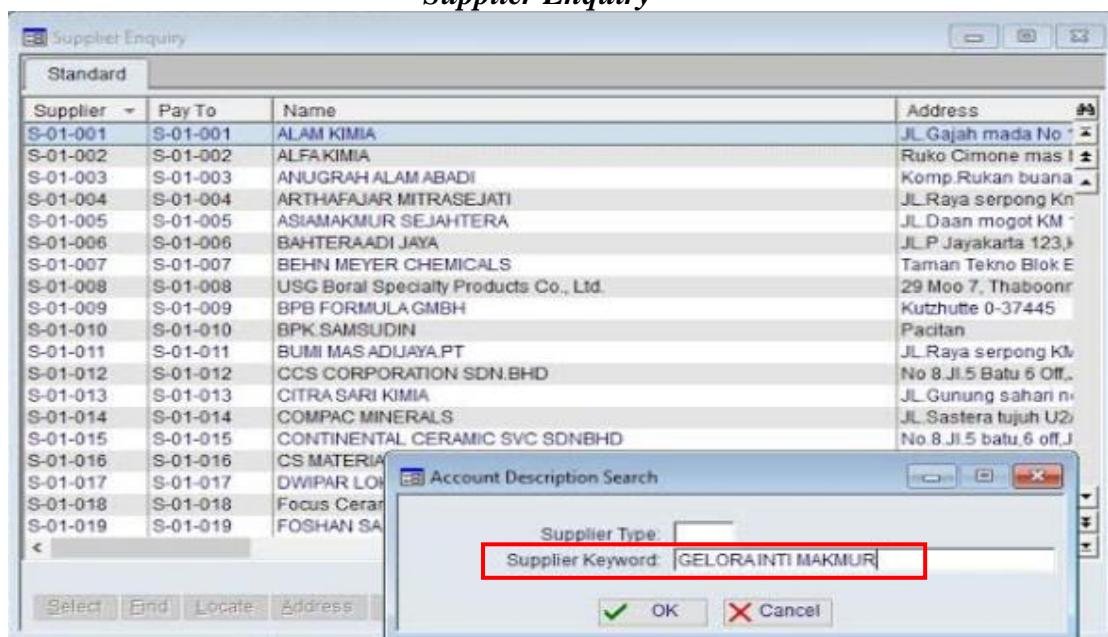 Supplier Enquiry
Supplier Enquiry
Standard
Supplier Pay To Name Address
S-01-001 S-01-001 ALAM KIMIA JL.Gajah mada No
S-01-002 S-01-002 ALFAKIMIA Ruko Cimone mas
S-01-003 S-01-003 ANUGRAH ALAM ABADI Komp.Rukan buana
S-01-004 S-01-004 ARTHAFAJAR MITRASEJATI JL.Raya serpong
S-01-005 S-01-005 ASIAMAKMUR SEJAHTERA JL.Daan mogot KM
S-01-006 S-01-006 BAHTERAADI JAYA JL.P Jayakarta 123,
S-01-007 S-01-007 BEHN MEYER CHEMICALS Taman Tekno Blok E
S-01-008 S-01-008 USG Boral Specialty Products Co., Ltd. 29 Moo 7,
S-01-009 S-01-009 BPB FORMULA GMBH Kutzhutte 0-37445
S-01-010 S-01-010 BPK.SAMSUDIN Pacitan
S-01-011 S-01-011 BUMI MAS ADIJAYA.PT JL.Raya serpong
S-01-012 S-01-012 CCS CORPORATION SDN.BHD No 8.Jl.5 Batu 6 Off,.
S-01-013 S-01-013 CITRA SARI KIMIA JL.Gunung sahari
S-01-014 S-01-014 COMPAC MINERALS JL.Sastera tujuh
S-01-015 S-01-015 CONTINENTAL CERAMIC SVC SDNBHD No.8.Jl.5 batu,6 off,
S-01-016 S-01-016 CS MATERIA
S-01-017 S-01-017 DWIPAR
S-01-018 S-01-018 Focus Cerar
S-01-019 S-01-019 FOSHAN SA
Select Find Locate Address
Account Description Search
Supplier Type:
Supplier Keyword: GELORAINTI MAKMUR
OK Cancel